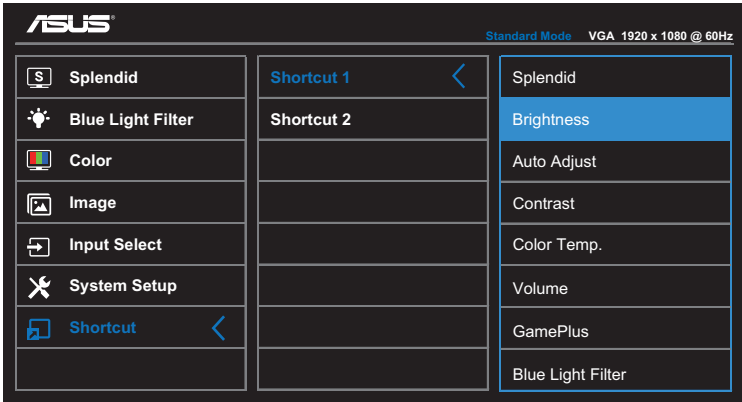 ASUS
Standard Mode VGA 1920 x 1080 @ 60Hz
S Splendid
Blue Light Filter
Color
Image
Input Select
System Setup
Shortcut
Shortcut 1
Shortcut 2
Splendid
Brightness
Auto Adjust
Contrast
Color Temp.
Volume
GamePlus
Blue Light Filter